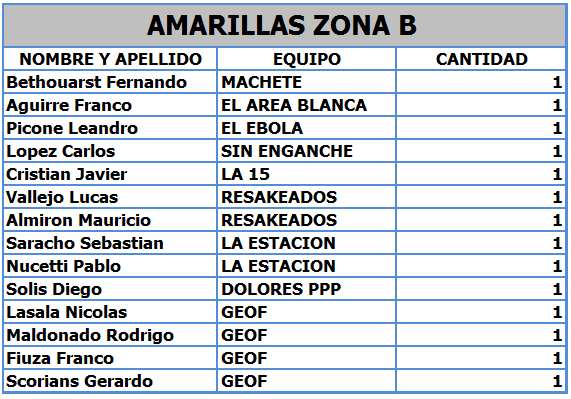 AMARILLAS ZONA B
NOMBRE Y APELLIDO EQUIPO CANTIDAD
Bethouarst Fernando MACHETE 1
Aguirre Franco EL AREA BLANCA 1
Picone Leandro EL EBOLA 1
Lopez Carlos SIN ENGANCHE 1
Cristian Javier LA 15 1
Vallejo Lucas RESAKEADOS 1
Almiron Mauricio RESAKEADOS 1
Saracho Sebastian LA ESTACION 1
Nucetti Pablo LA ESTACION 1
Solis Diego DOLORES PPP 1
Lasala Nicolas GEOF 1
Maldonado Rodrigo GEOF 1
Fiuza Franco GEOF 1
Scorians Gerardo GEOF 1